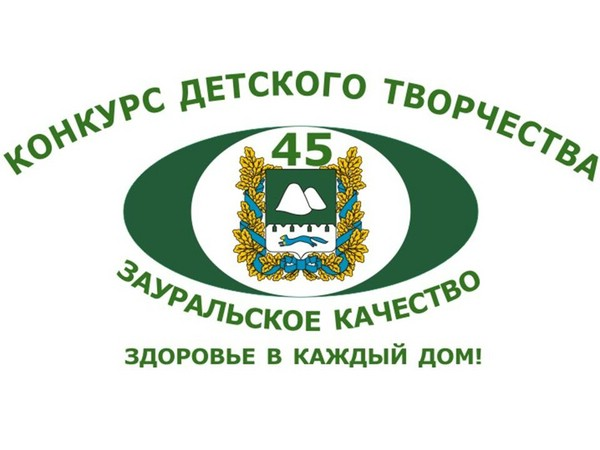 КОНКУРС ДЕТСКОГО ТВОРЧЕСТВА
45
ЗАУРАЛЬСКОЕ КАЧЕСТВО
ЗДОРОВЬЕ В КАЖДЫЙ ДОМ!